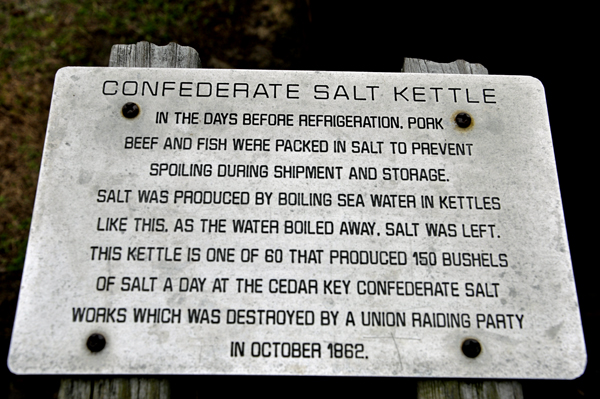 CONFEDERATE SALT KETTLE
IN THE DAYS BEFORE REFRIGERATION, PORK
BEEF AND FISH WERE PACKED IN SALT TO PREVENT
SPOILING DURING SHIPMENT AND STORAGE.
SALT WAS PRODUCED BY BOILING SEA WATER IN KETTLES
LIKE THIS. AS THE WATER BOILED AWAY, SALT WAS LEFT.
THIS KETTLE IS ONE OF 60 THAT PRODUCED 150 BUSHELS
OF SALT A DAY AT THE CEDAR KEY CONFEDERATE SALT
WORKS WHICH WAS DESTROYED BY A UNION RAIDING PARTY
IN OCTOBER 1862.